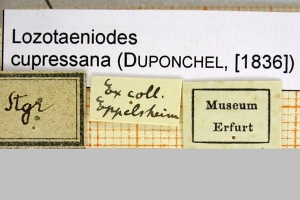 Lozotaeniodes
cupressana (DUPONCHEL, [1836])
Stgr
Ex coll.
Eppelsheim
Museum
Erfurt